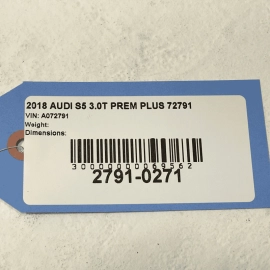 2018 AUDI S5 3.0T PREM PLUS 72791
VIN: A072791
Weight:
Dimensions:
3000000069562
2791-0271